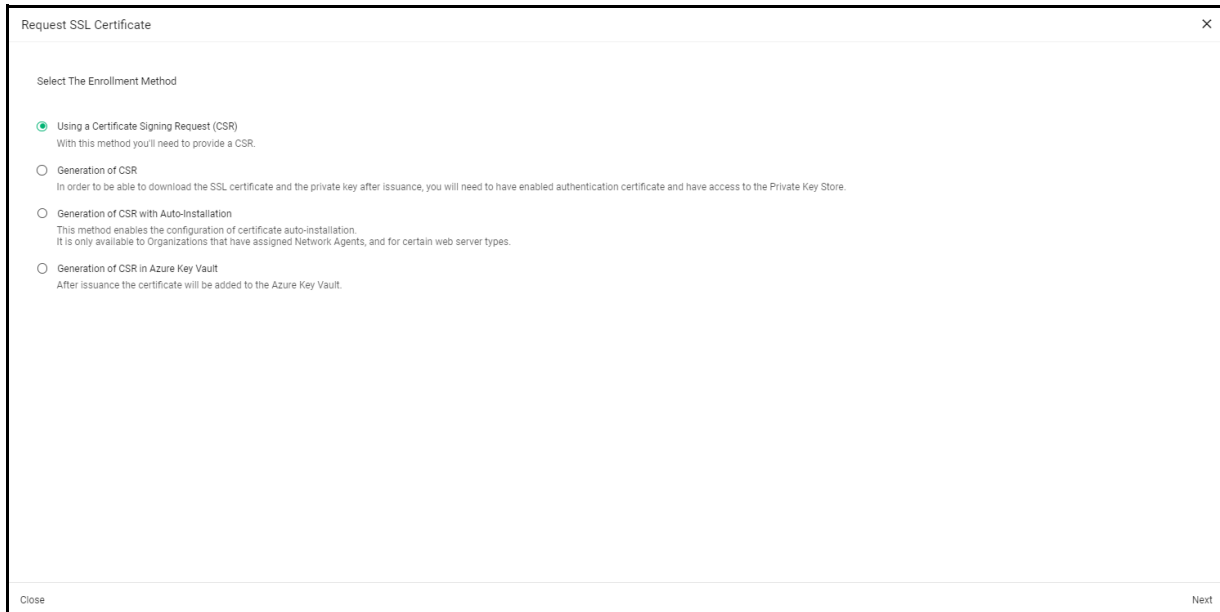 Request SSL Certificate
Select The Enrollment Method
Using a Certificate Signing Request (CSR)
With this method you'll need to provide a CSR.
Generation of CSR
In order to be able to download the SSL certificate and the private key after issuance, you will need to have enabled authentication certificate and have access to the Private Key Store.
Generation of CSR with Auto-Installation
This method enables the configuration of certificate auto-installation.
It is only available to Organizations that have assigned Network Agents, and for certain web server types.
Generation of CSR in Azure Key Vault
After issuance the certificate will be added to the Azure Key Vault.
Close
Next